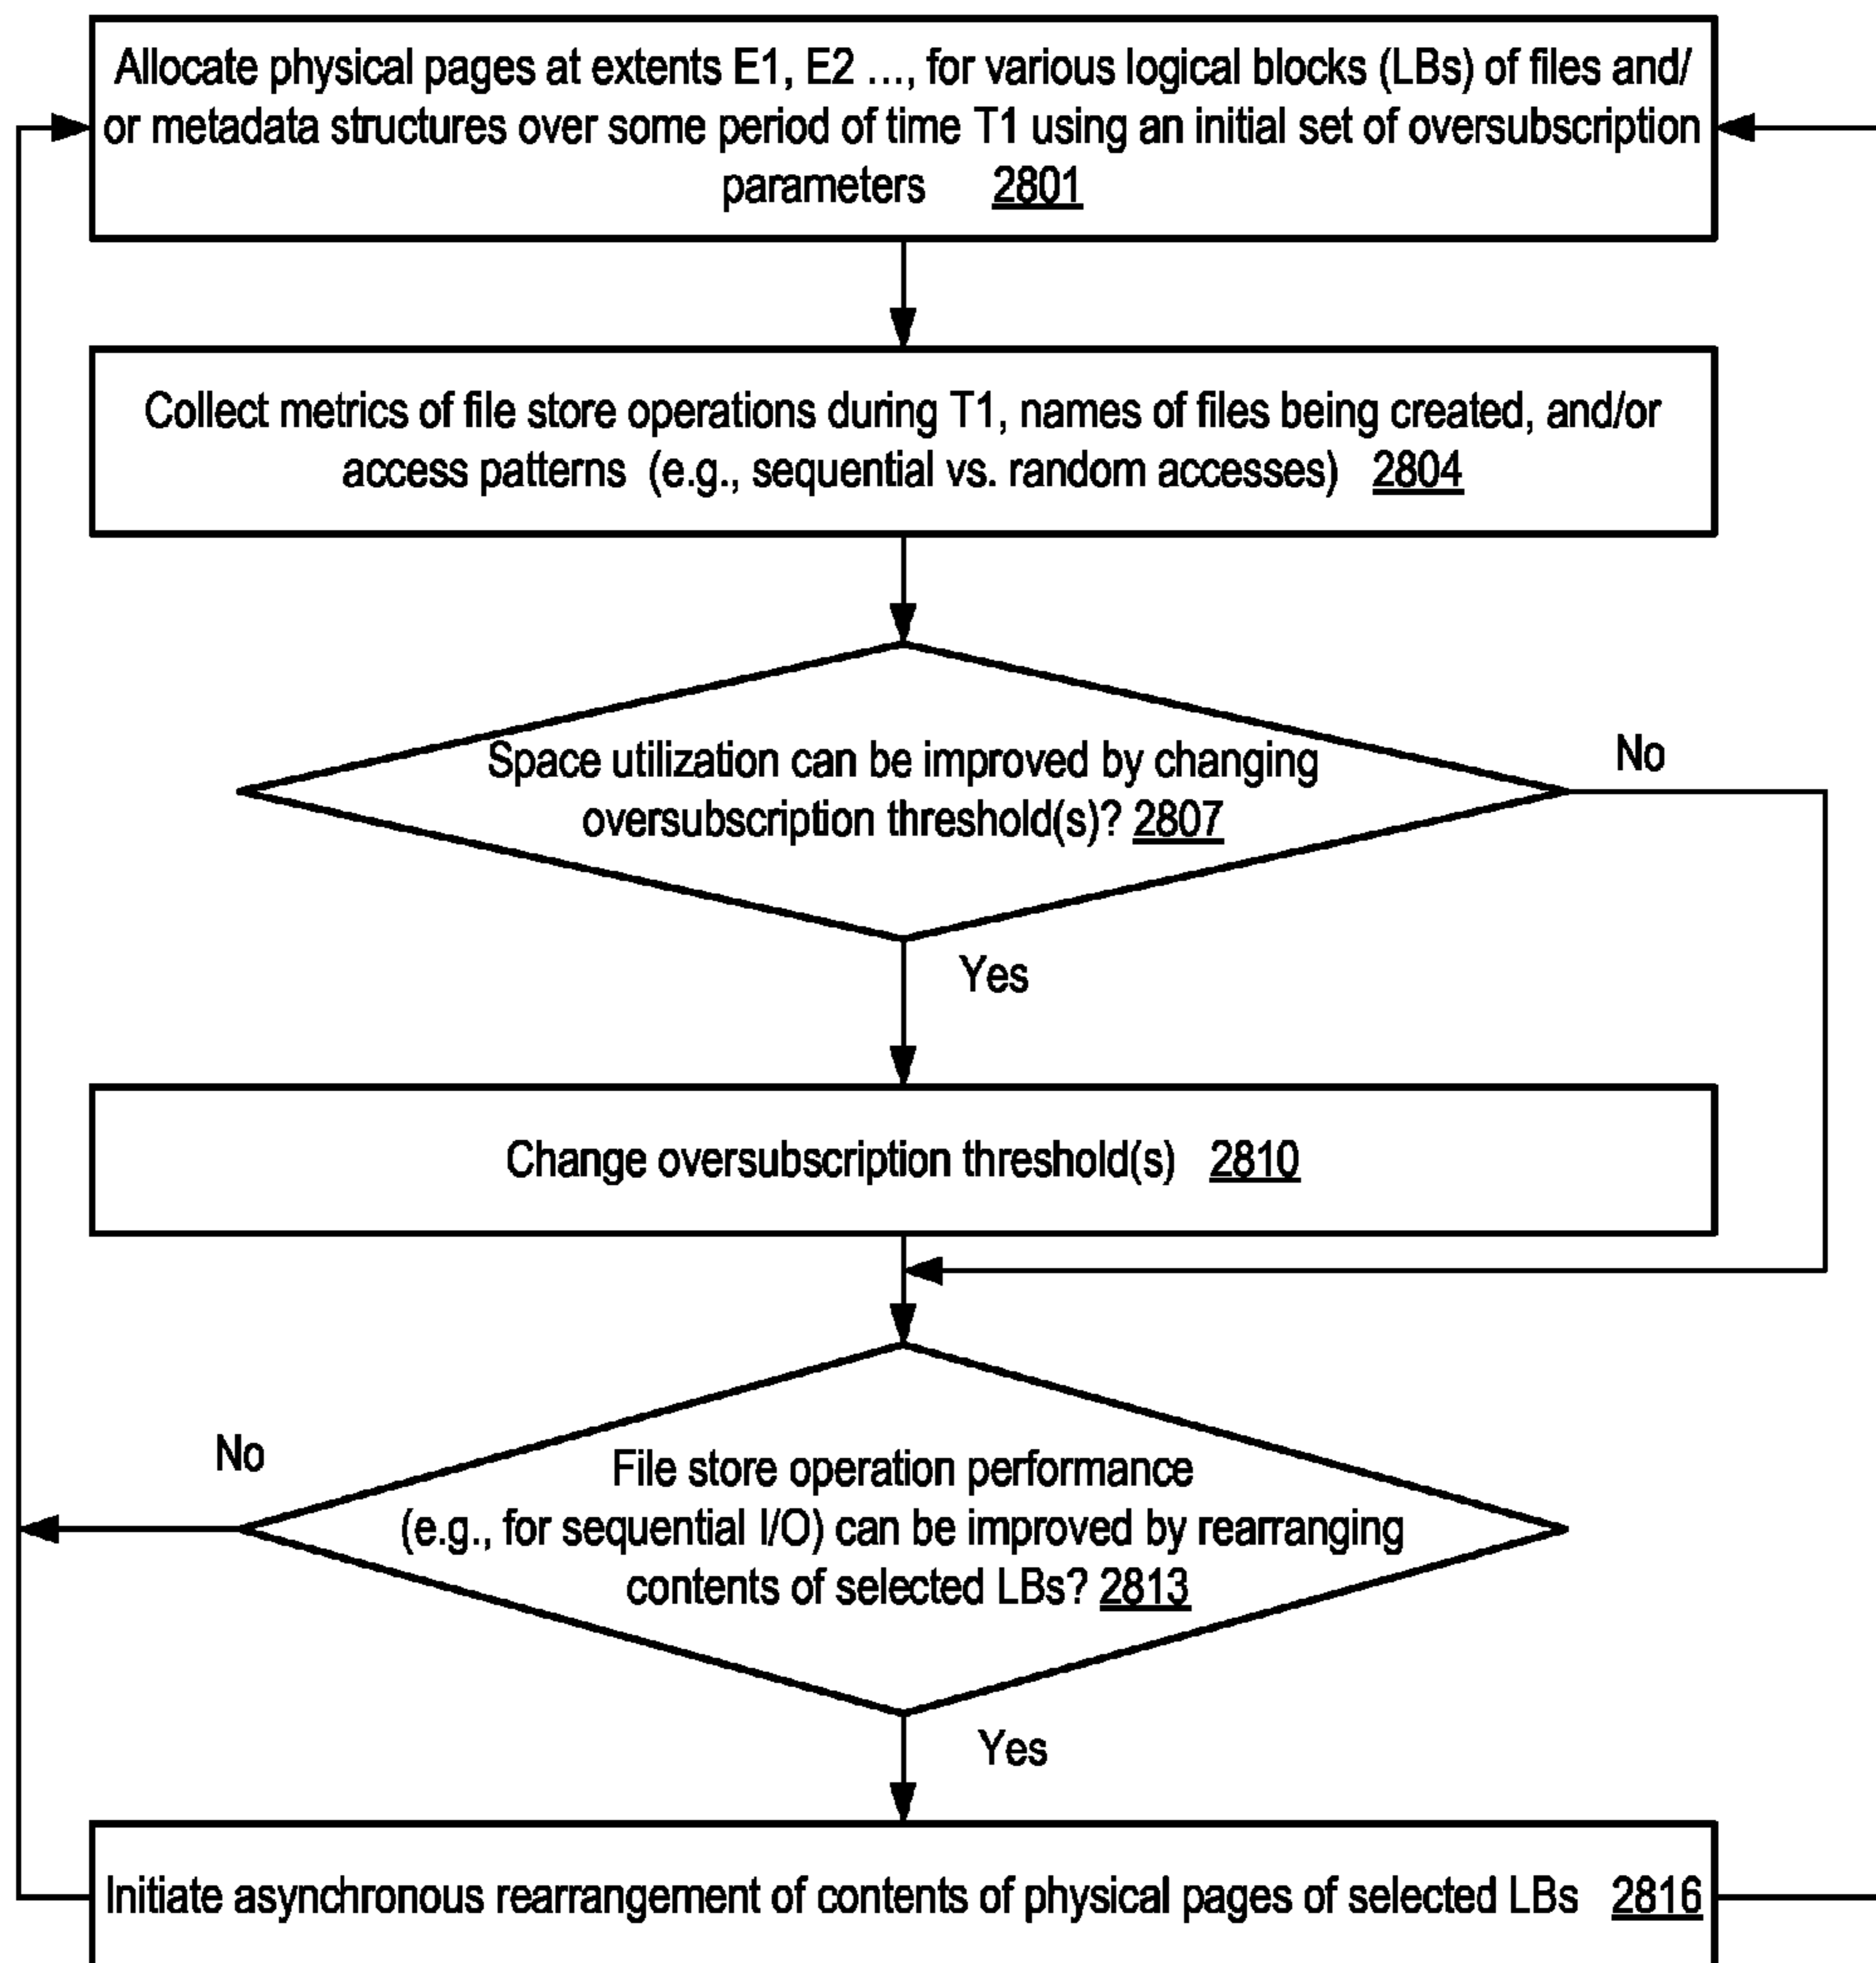 Allocate physical pages at extents E1, E2 ..., for various logical blocks (LBs) of files and/
or metadata structures over some period of time T1 using an initial set of oversubscription
parameters 2801
Collect metrics of file store operations during T1, names of files being created, and/or
access patterns (e.g., sequential vs. random accesses) 2804
Space utilization can be improved by changing
oversubscription threshold(s)? 2807
No
Yes
Change oversubscription threshold(s) 2810
No
File store operation performance
(e.g., for sequential I/O) can be improved by rearranging
contents of selected LBs? 2813
Yes
Initiate asynchronous rearrangement of contents of physical pages of selected LBs 2816